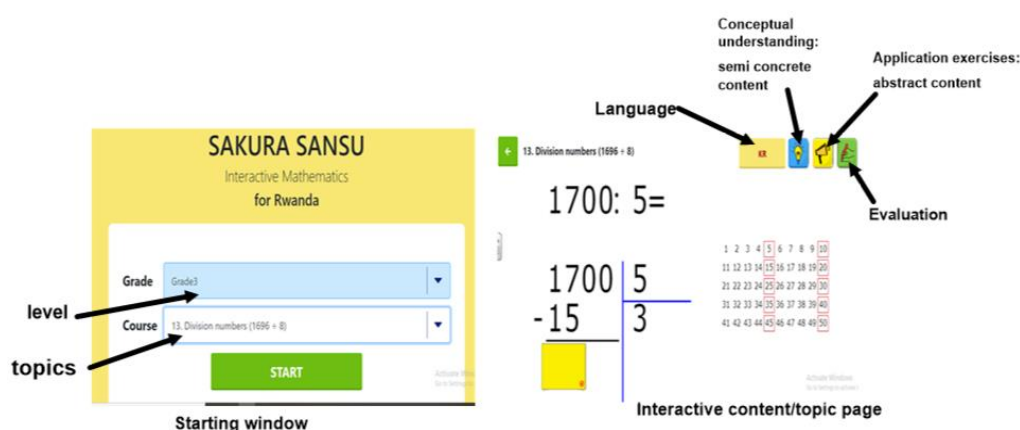 Conceptual
understanding:
semi concrete
content
Application exercises:
abstract content
Language
Evaluation
SAKURA SANSU
Interactive Mathematics
for Rwanda
Grade
Grade3
level
Course
13. Division numbers (1696 ÷ 8)
topics
START
Starting window
13. Division numbers (1696 ÷ 8)
1700: 5=
1700 5
-15 3
1 2 3 4 5 6 7 8 9 10
11 12 13 14 15 16 17 18 19 20
21 22 23 24 25 26 27 28 29 30
31 32 33 34 35 36 37 38 39 40
41 42 43 44 45 46 47 48 49 50
Activate Windows
Interactive content/topic page